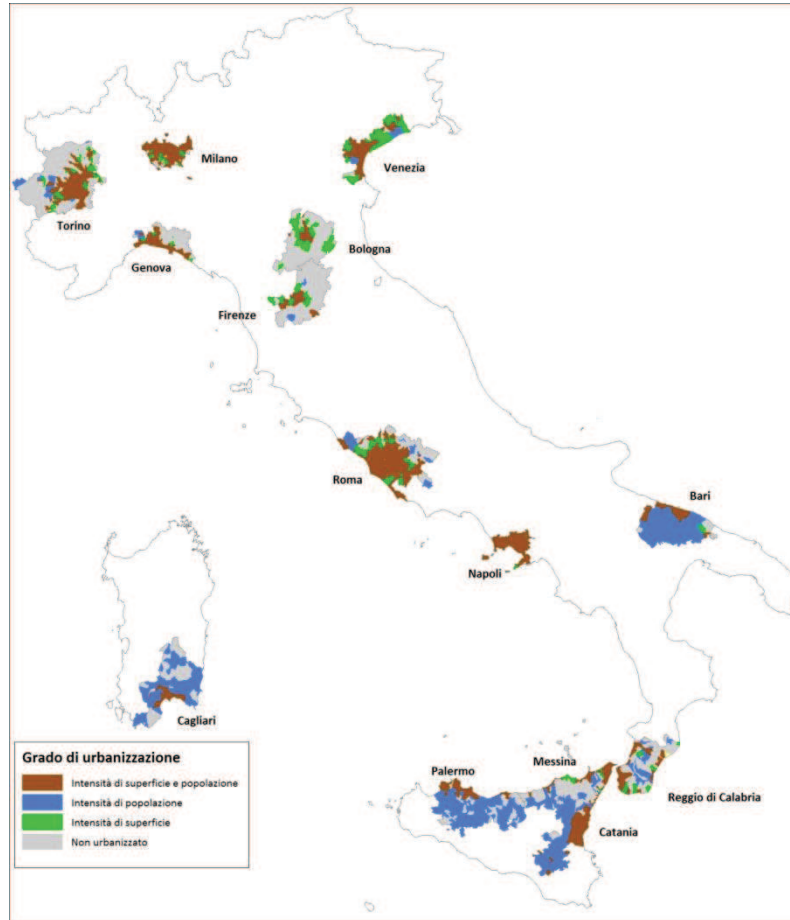 Milano
Venezia
Torino
Genova
Bologna
Firenze
Roma
Bari
Napoli
Cagliari
Grado di urbanizzazione
Intensità di superficie e popolazione
Intensità di popolazione
Intensità di superficie
Non urbanizzato
Messina
Palermo
Reggio di Calabria
Catania